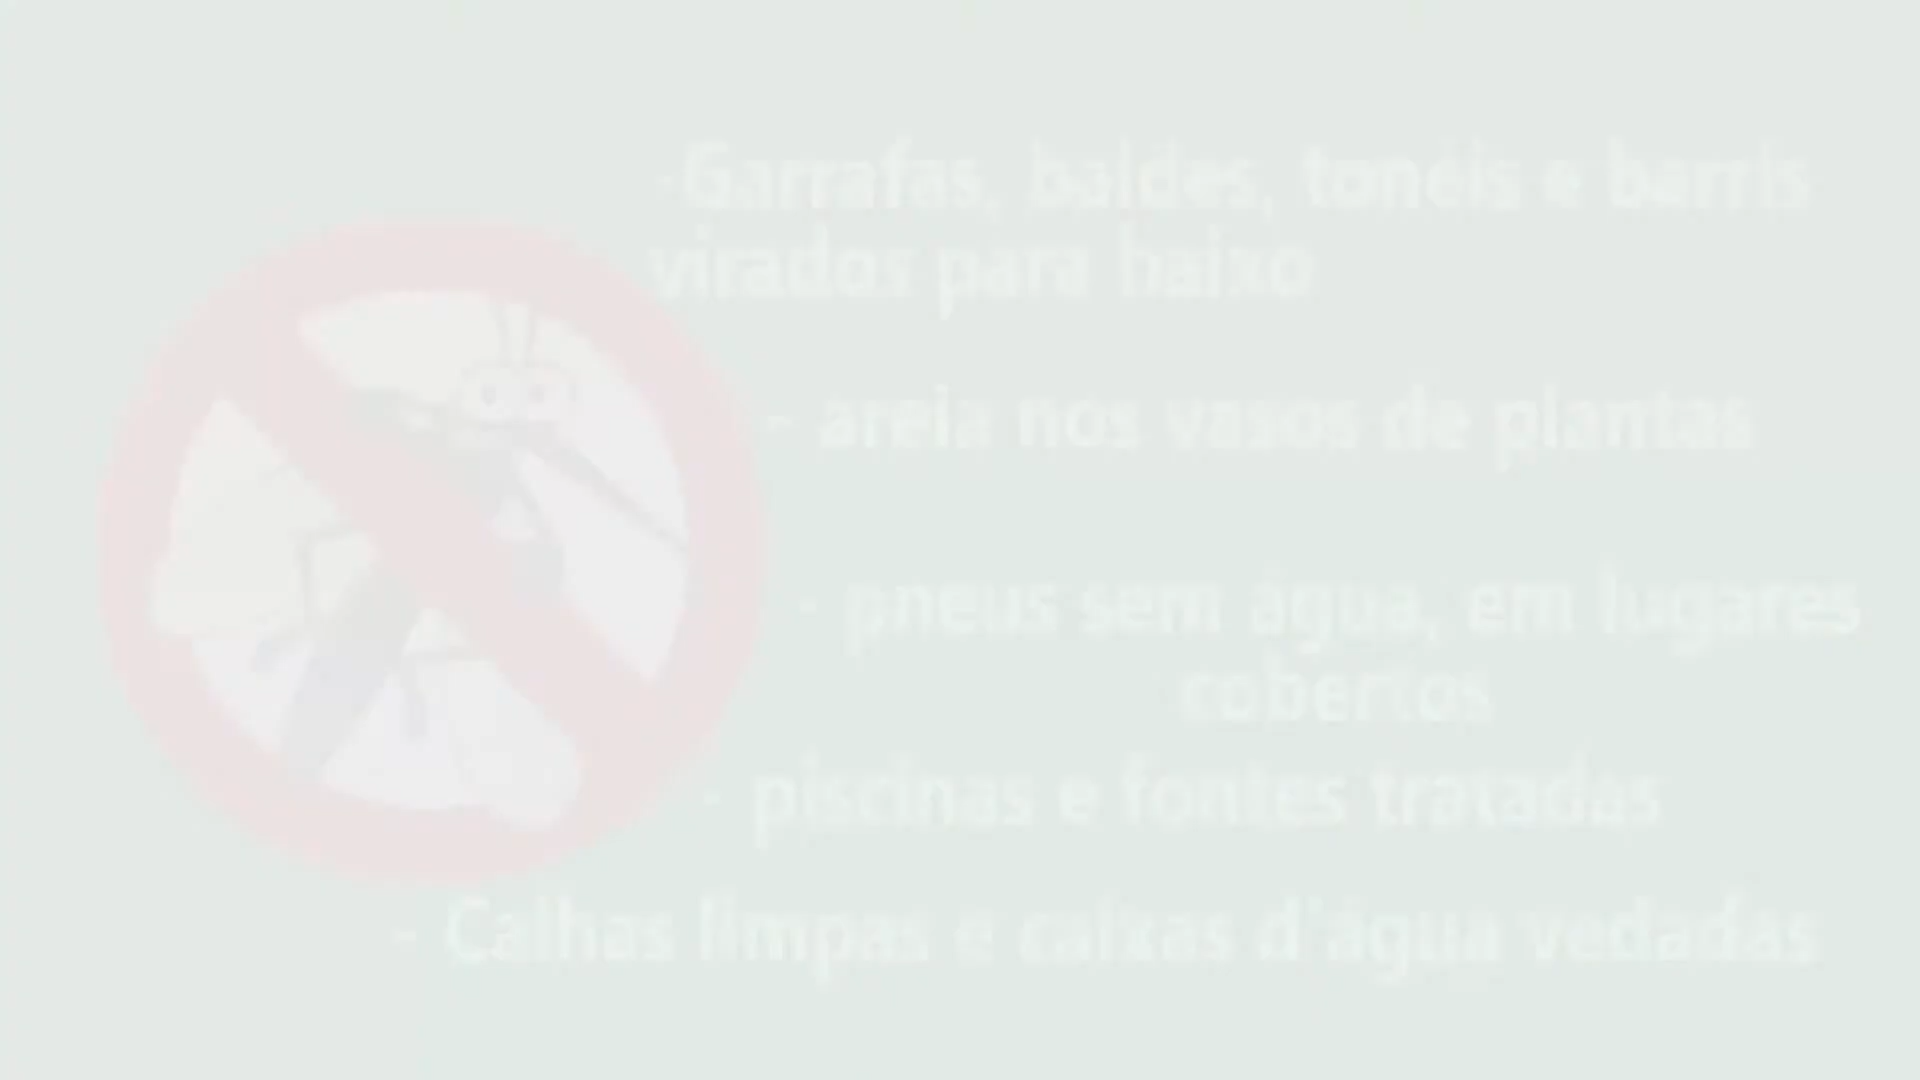 -Garrafas, baldes, tonéis e barris
virados para baixo
- areia nos vasos de plantas
- pneus sem água, em lugares
cobertos
- piscinas e fontes tratadas
- Calhas limpas e caixas d'água vedadas